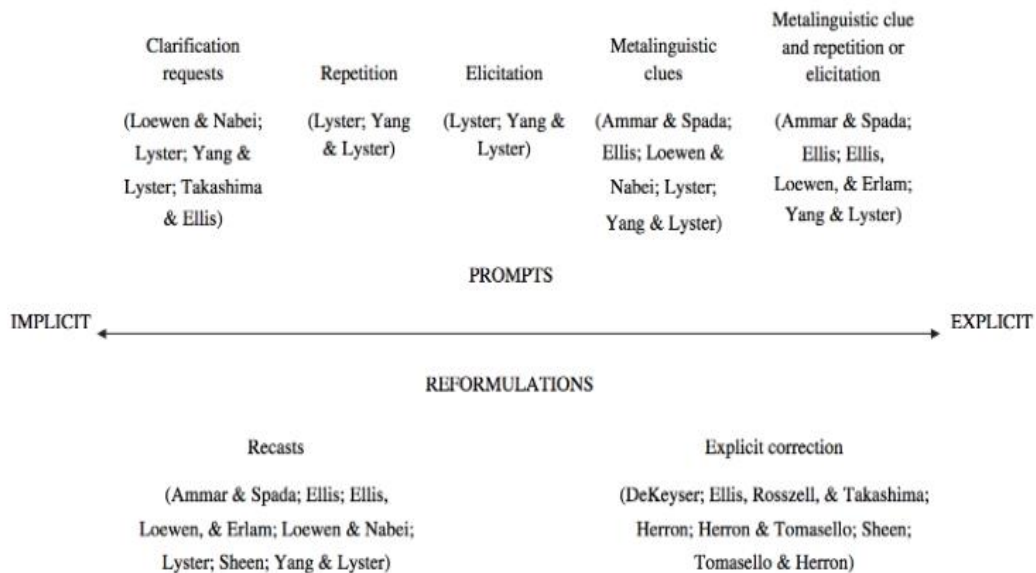 Clarification
requests
(Loewen & Nabei;
Lyster; Yang &
Lyster; Takashima
& Ellis)
Repetition
(Lyster; Yang
& Lyster)
Elicitation
(Lyster; Yang &
Lyster)
Metalinguistic
clues
(Ammar & Spada;
Ellis; Loewen &
Nabei; Lyster;
Yang & Lyster)
Metalinguistic clue
and repetition or
elicitation
(Ammar & Spada;
Ellis; Ellis,
Loewen, & Erlam;
Yang & Lyster)
PROMPTS
IMPLICIT
EXPLICIT
REFORMULATIONS
Recasts
(Ammar & Spada; Ellis; Ellis,
Loewen, & Erlam; Loewen & Nabei;
Lyster; Sheen; Yang & Lyster)
Explicit correction
(DeKeyser; Ellis, Rosszell, & Takashima;
Herron; Herron & Tomasello; Sheen;
Tomasello & Herron)